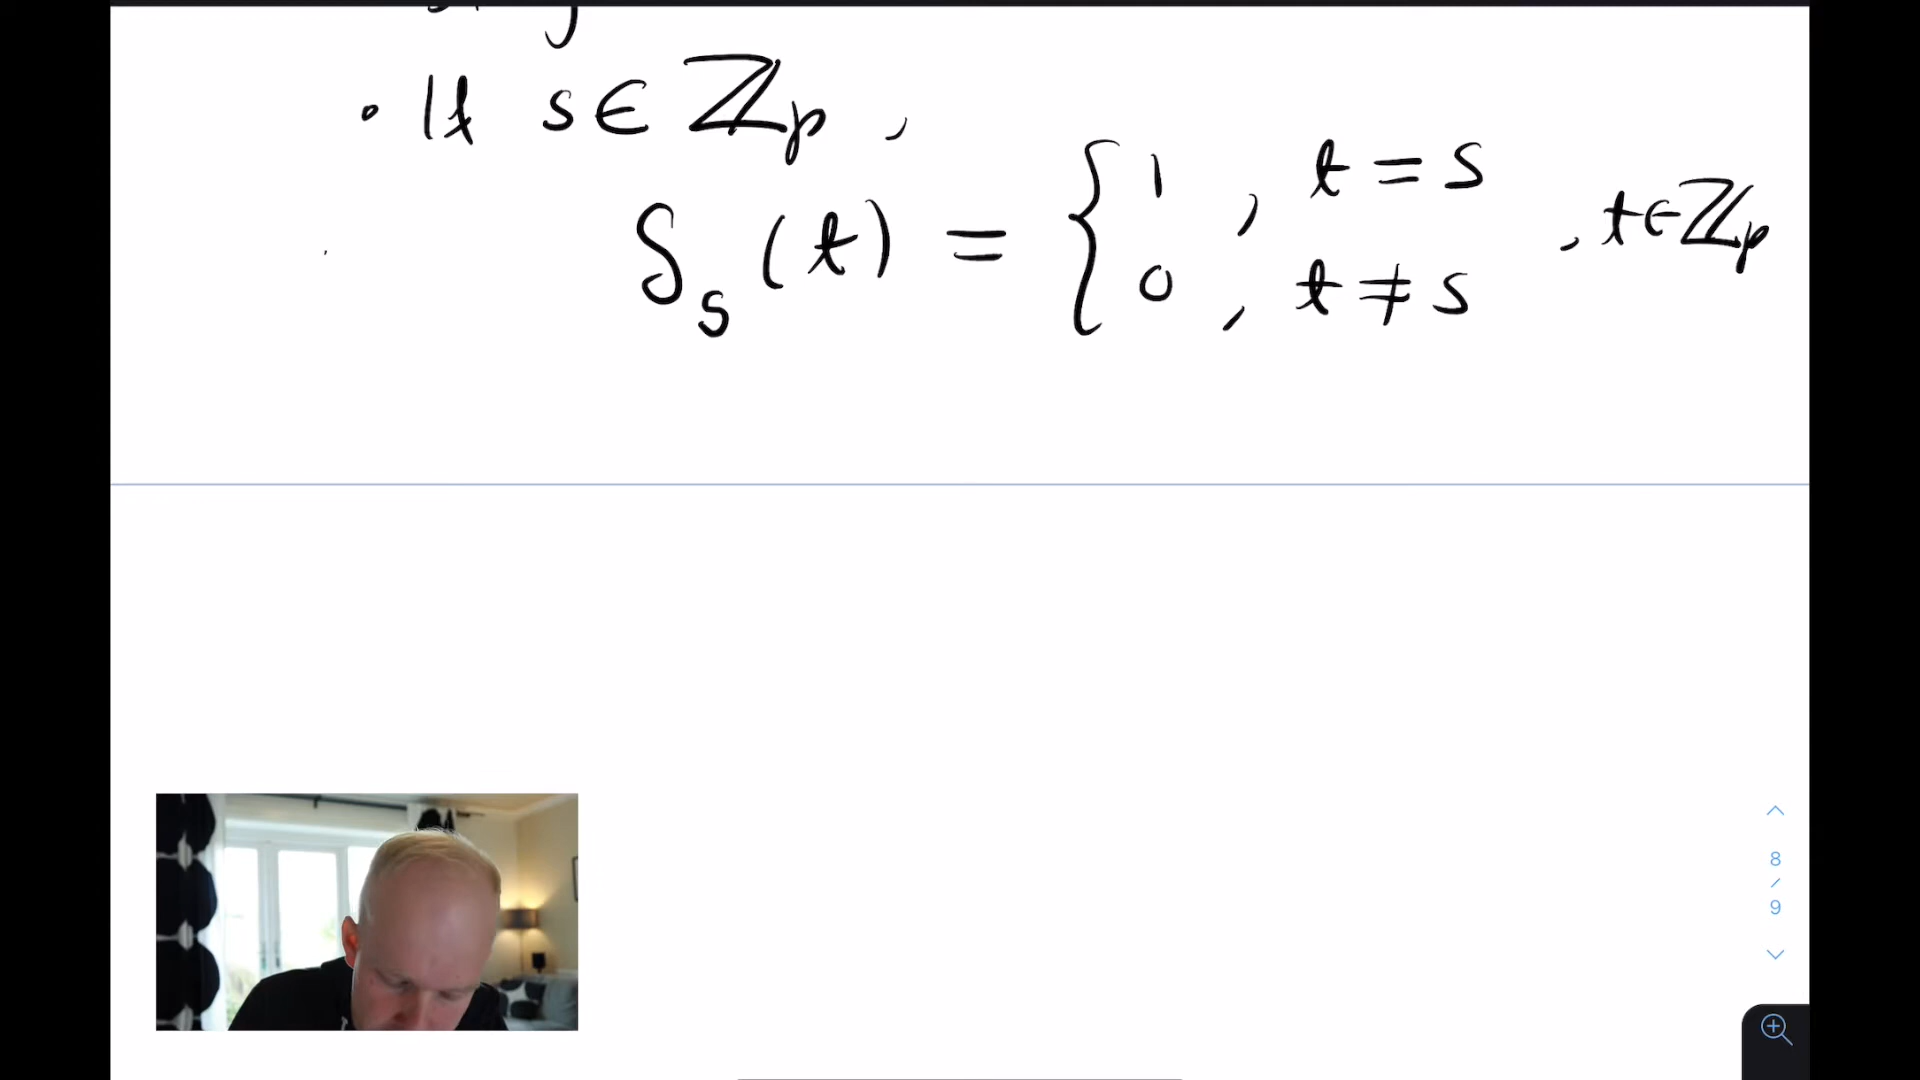 • If s ∈ ℤp ,
δs (t) = { 1 , t = s
0 , t ≠ s , t ∈ ℤp
8
/
9